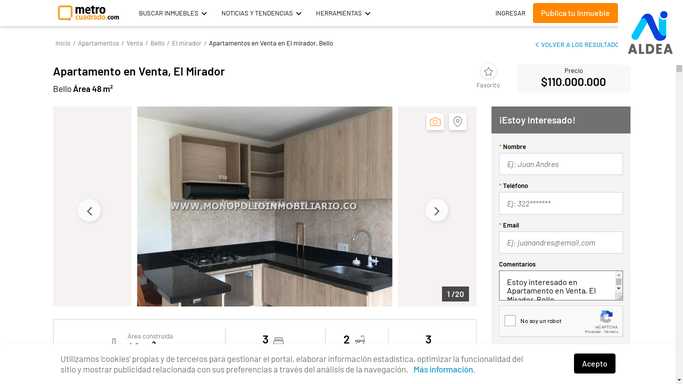 metro
cuadrado.com
BUSCAR INMUEBLES
NOTICIAS Y TENDENCIAS
HERRAMIENTAS
INGRESAR
Publica tu Inmueble
ALDEA
Inicio / Apartamentos / Venta / Bello / El mirador / Apartamentos en Venta en El mirador, Bello
VOLVER A LOS RESULTADO
Apartamento en Venta, El Mirador
Bello Área 48 m²
Favorito
Precio
$110.000.000
WWW.MONOPOLIOINMOBILIARIO.CO
1 / 20
¡Estoy Interesado!
* Nombre
Ej: Juan Andres
* Teléfono
Ej: 322*******
* Email
Ej: juanandres@email.com
Comentarios
Estoy interesado en
Apartamento en Venta, El
Mirador, Bello
No soy un robot
reCAPTCHA
Privacidad - Términos
Área construida
3
2
3
Utilizamos 'cookies' propias y de terceros para gestionar el portal, elaborar información estadística, optimizar la funcionalidad del
sitio y mostrar publicidad relacionada con sus preferencias a través del análisis de la navegación. Más información.
Acepto